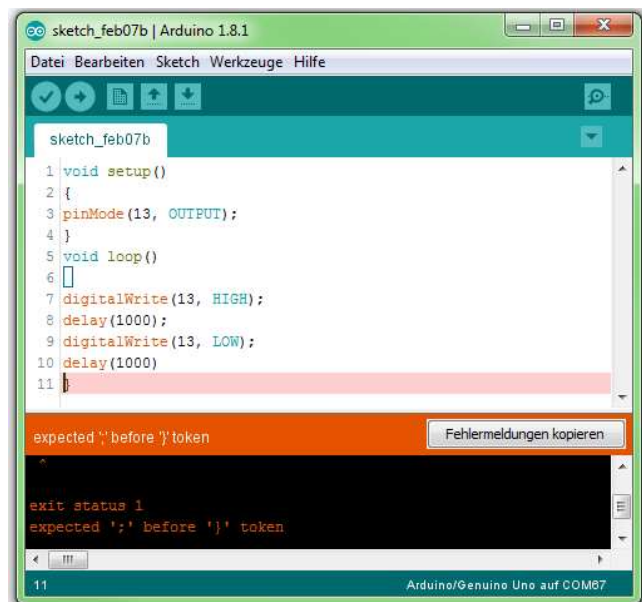 sketch_feb07b | Arduino 1.8.1
Datei Bearbeiten Sketch Werkzeuge Hilfe
sketch_feb07b
1 void setup()
2 {
3 pinMode(13, OUTPUT);
4 }
5 void loop()
6 {
7 digitalWrite(13, HIGH);
8 delay(1000);
9 digitalWrite(13, LOW);
10 delay(1000)
11 }
expected ';' before '}' token
Fehlermeldungen kopieren
^
exit status 1
expected ';' before '}' token
11 Arduino/Genuino Uno auf COM67